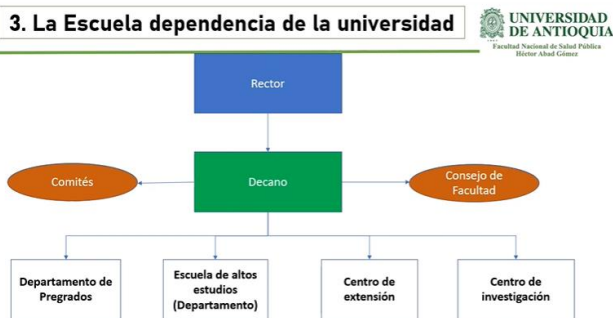 3. La Escuela dependencia de la universidad
UNIVERSIDAD
DE ANTIOQUIA
Facultad Nacional de Salud Pública
Héctor Abad Gómez
Rector
Comités
Decano
Consejo de
Facultad
Departamento de
Pregrados
Escuela de altos
estudios
(Departamento)
Centro de
extensión
Centro de
investigación